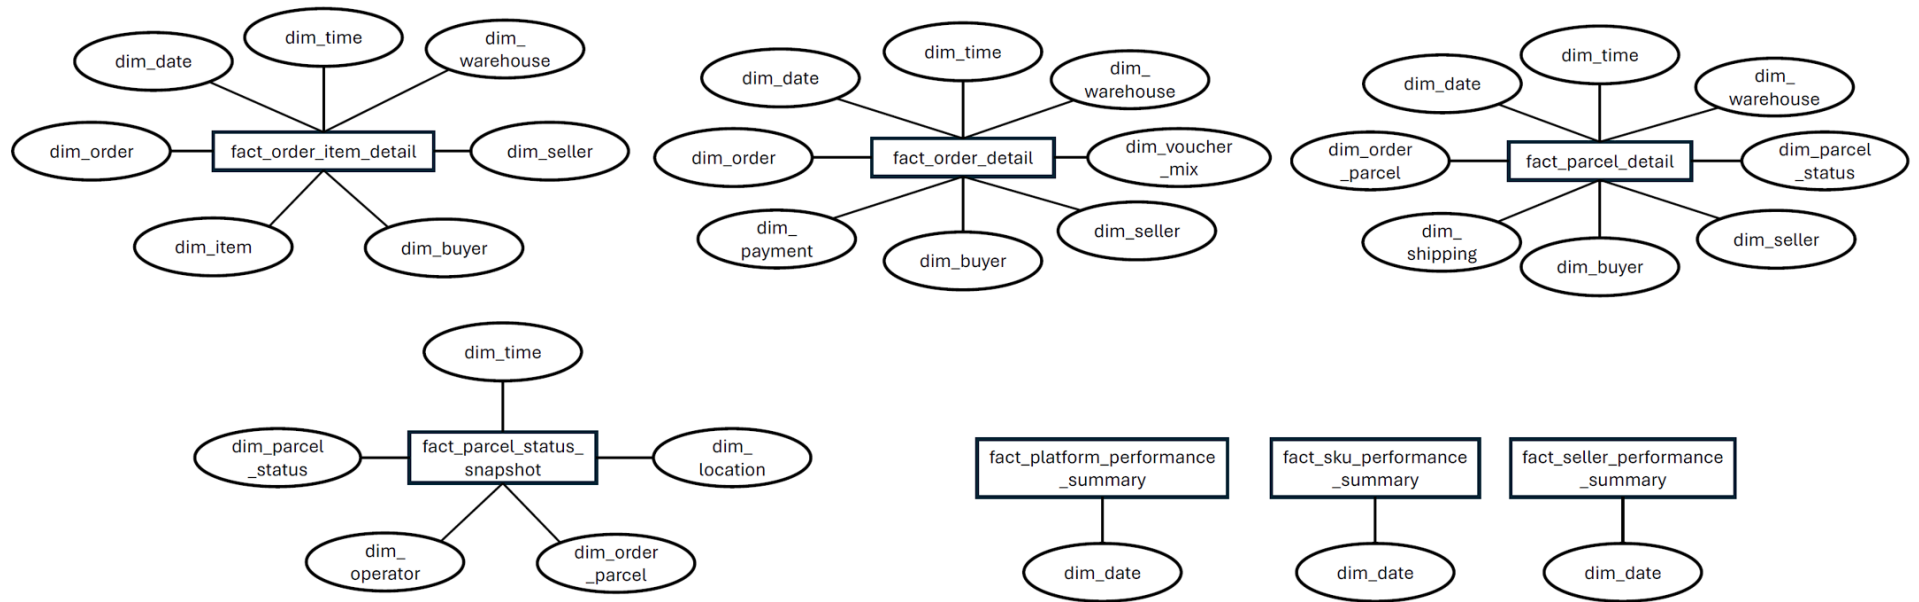 dim_date
dim_time
dim_
warehouse
dim_order
fact_order_item_detail
dim_seller
dim_item
dim_buyer
dim_date
dim_time
dim_
warehouse
dim_order
fact_order_detail
dim_voucher
_mix
dim_
payment
dim_buyer
dim_seller
dim_date
dim_time
dim_
warehouse
dim_order
_parcel
fact_parcel_detail
dim_parcel
_status
dim_
shipping
dim_buyer
dim_seller
dim_time
dim_parcel
_status
fact_parcel_status_
snapshot
dim_
location
dim_
operator
dim_order
_parcel
fact_platform_performance
_summary
dim_date
fact_sku_performance
_summary
dim_date
fact_seller_performance
_summary
dim_date